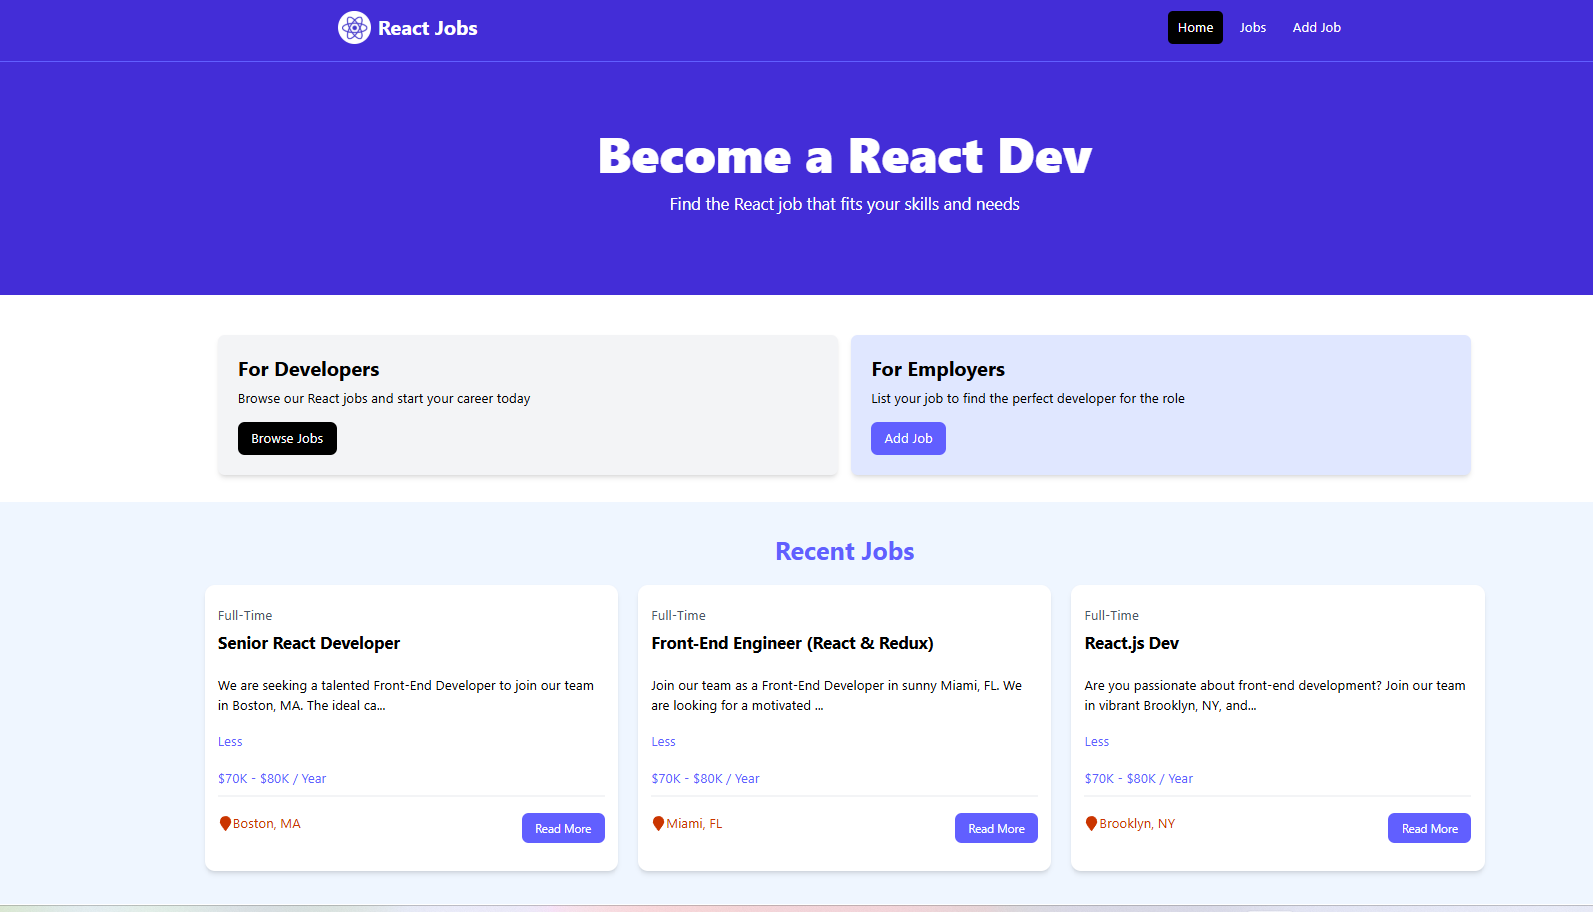 React Jobs
Home
Jobs
Add Job
Become a React Dev
Find the React job that fits your skills and needs
For Developers
Browse our React jobs and start your career today
Browse Jobs
For Employers
List your job to find the perfect developer for the role
Add Job
Recent Jobs
Full-Time
Senior React Developer
We are seeking a talented Front-End Developer to join our team
in Boston, MA. The ideal ca...
Less
$70K - $80K / Year
Boston, MA
Read More
Full-Time
Front-End Engineer (React & Redux)
Join our team as a Front-End Developer in sunny Miami, FL. We
are looking for a motivated ...
Less
$70K - $80K / Year
Miami, FL
Read More
Full-Time
React.js Dev
Are you passionate about front-end development? Join our team
in vibrant Brooklyn, NY, and...
Less
$70K - $80K / Year
Brooklyn, NY
Read More